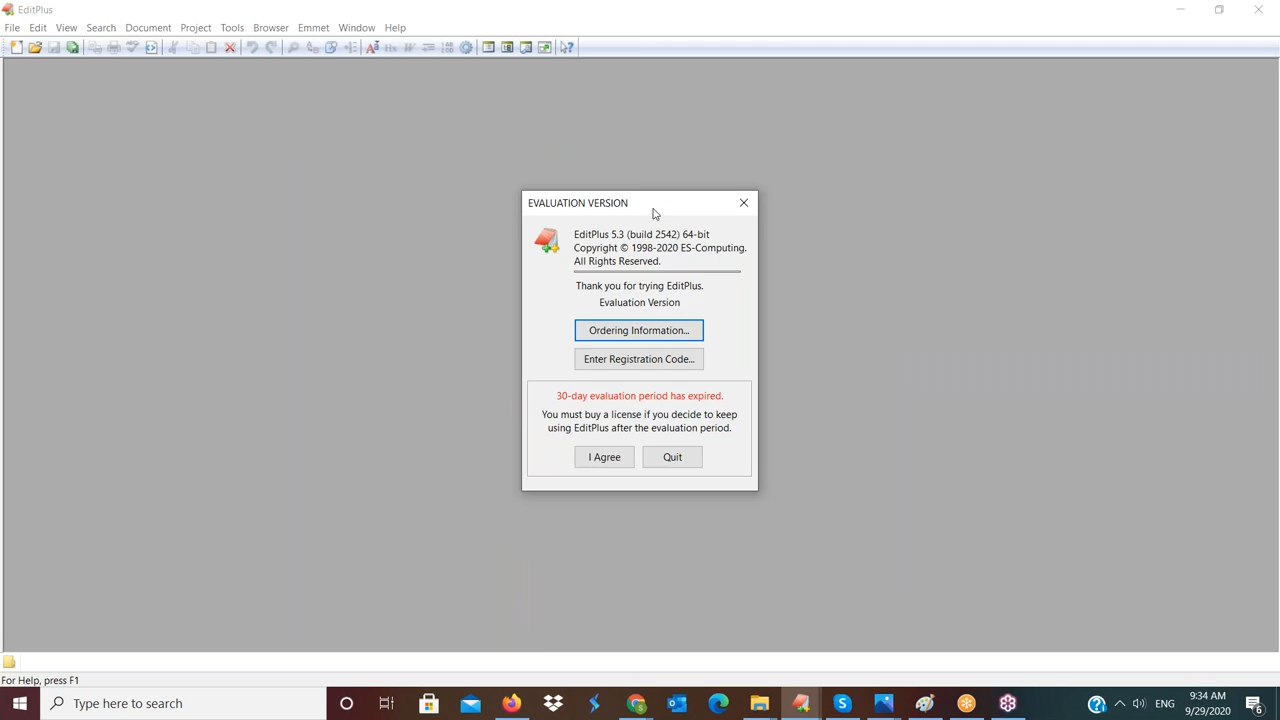 EditPlus
File Edit View Search Document Project Tools Browser Emmet Window Help
EVALUATION VERSION
EditPlus 5.3 (build 2542) 64-bit
Copyright © 1998-2020 ES-Computing.
All Rights Reserved.
Thank you for trying EditPlus.
Evaluation Version
Ordering Information...
Enter Registration Code...
30-day evaluation period has expired.
You must buy a license if you decide to keep
using EditPlus after the evaluation period.
I Agree Quit
For Help, press F1
Type here to search
ENG
9:34 AM
9/29/2020
6